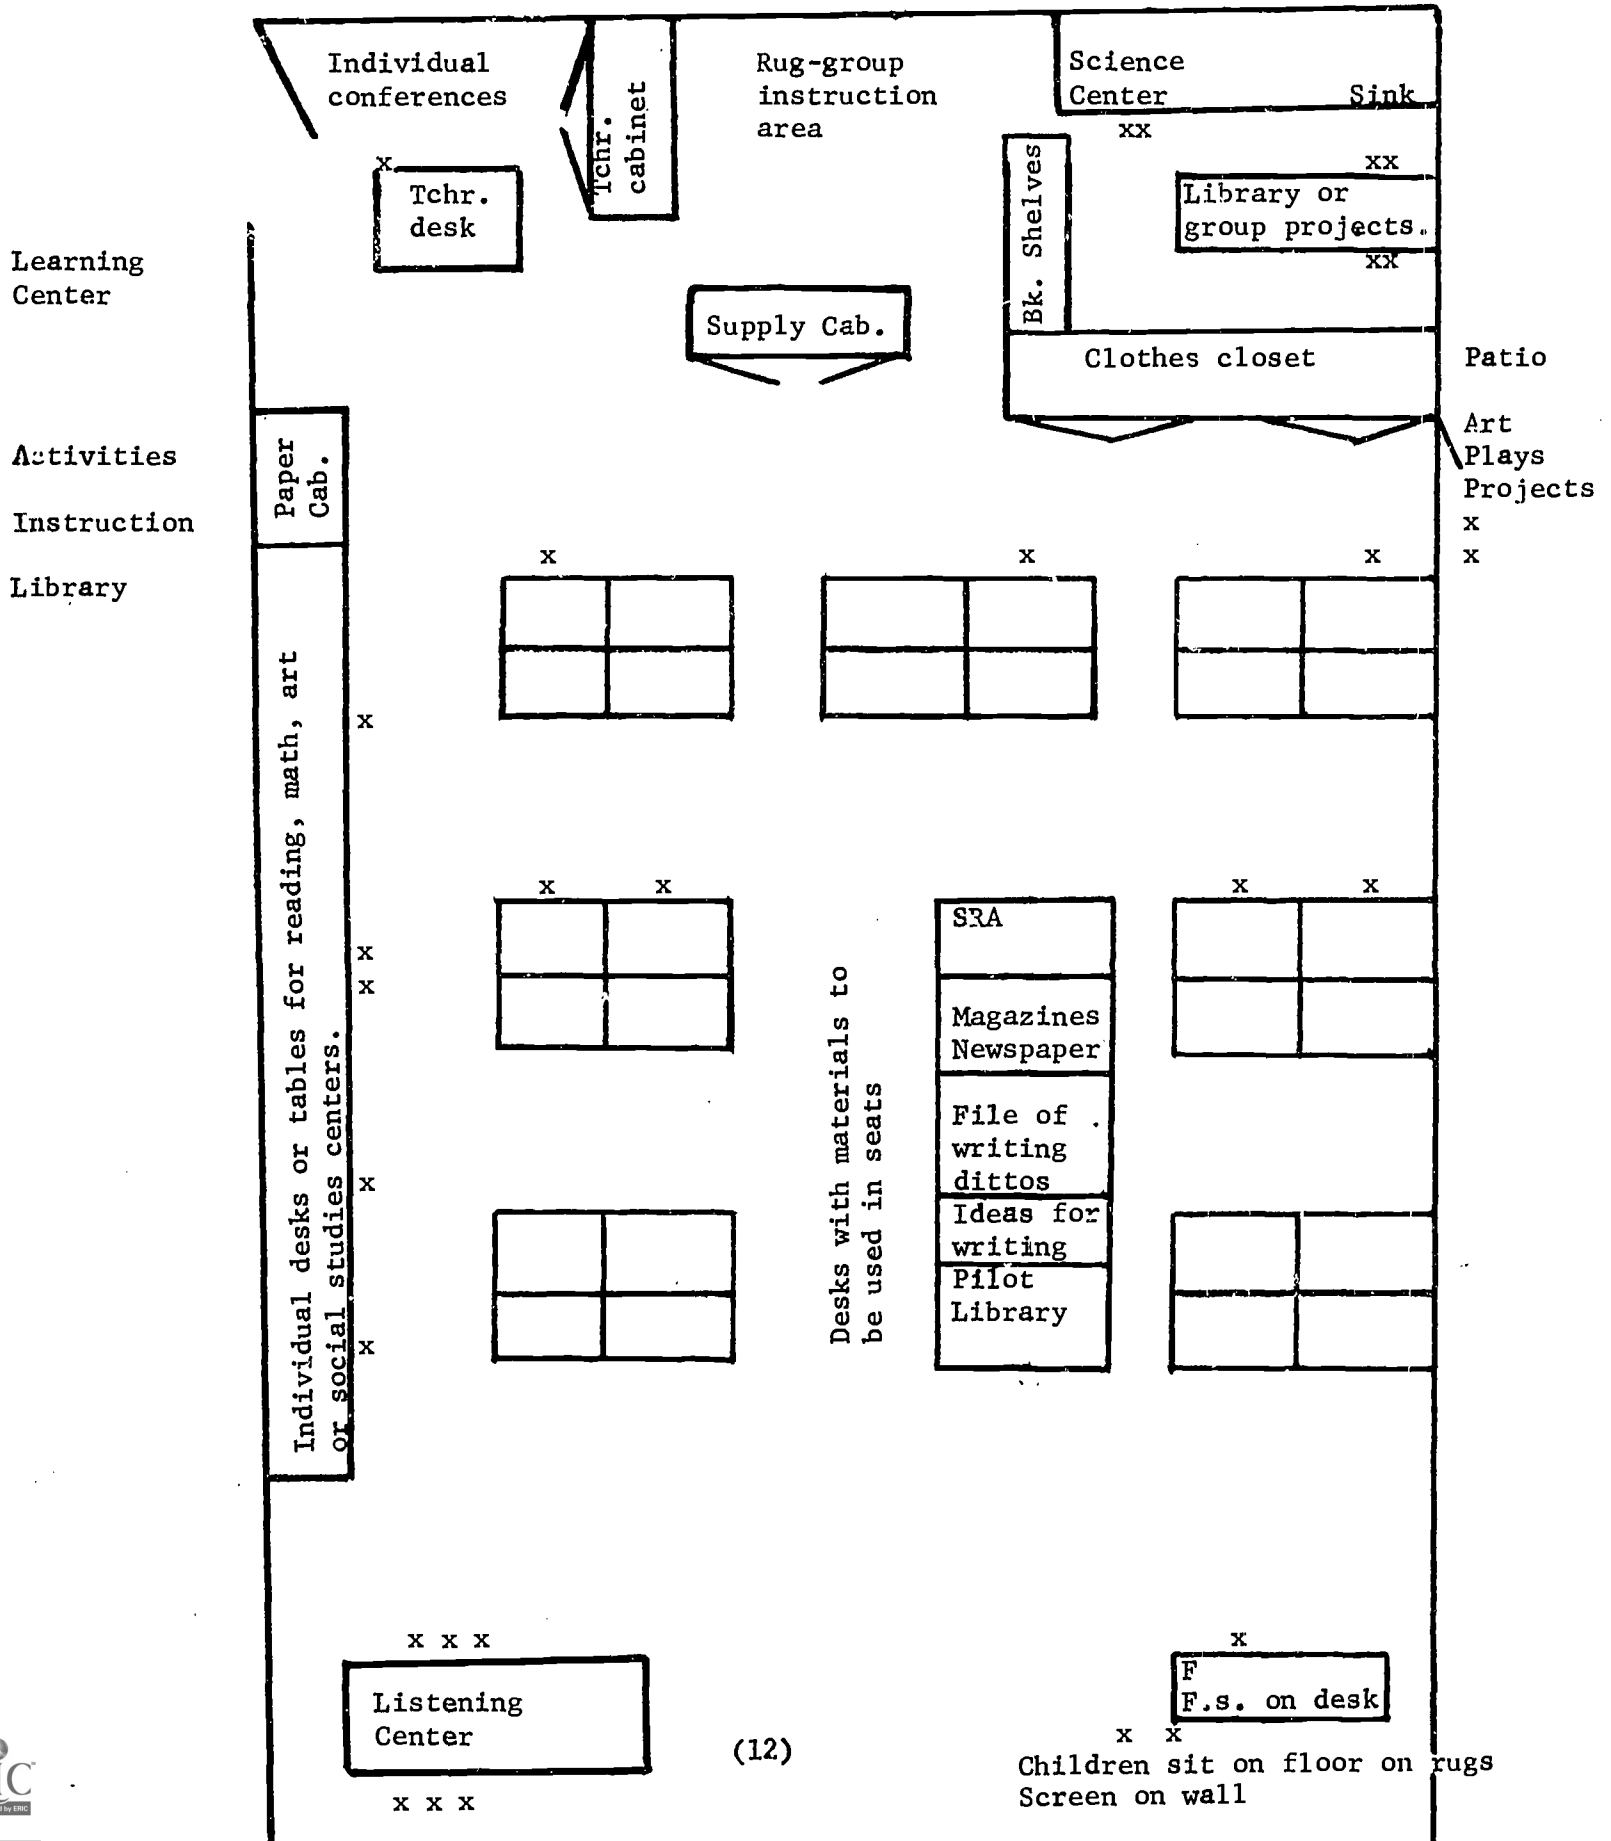 Individual
conferences
Tchr.
cabinet
Rug-group
instruction
area
Science
Center
Sink
xx
x
Tchr.
desk
Bk. Shelves
xx
Library or
group projects.
xx
Learning
Center
Supply Cab.
Clothes closet
Patio
Art
Plays
Projects
x
x
Paper
Cab.
Activities
Instruction
Library
x
x
x
Individual desks or tables for reading, math, art
or social studies centers.
x
x
x
x
x
x
x
x
x
Desks with materials to
be used in seats
SRA
Magazines
Newspaper
File of
writing
dittos
Ideas for
writing
Pilot
Library
x x x
Listening
Center
x x x
(12)
x
F
F.s. on desk
x x
Children sit on floor on rugs
Screen on wall